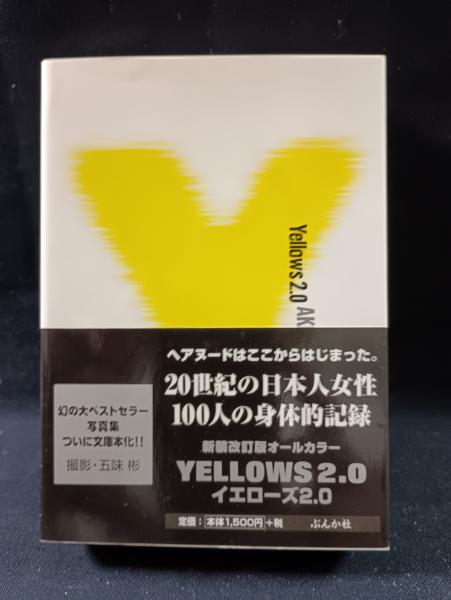 Y
Yellows 2.0 AK
ヘアヌードはここからはじまった。
20世紀の日本人女性
100人の身体的記録
幻の大ベストセラー
写真集
ついに文庫本化!!
撮影・五味 彬
新装改訂版オールカラー
YELLOWS 2.0
イエローズ2.0
定価:本体1,500円+税
ぶんか社